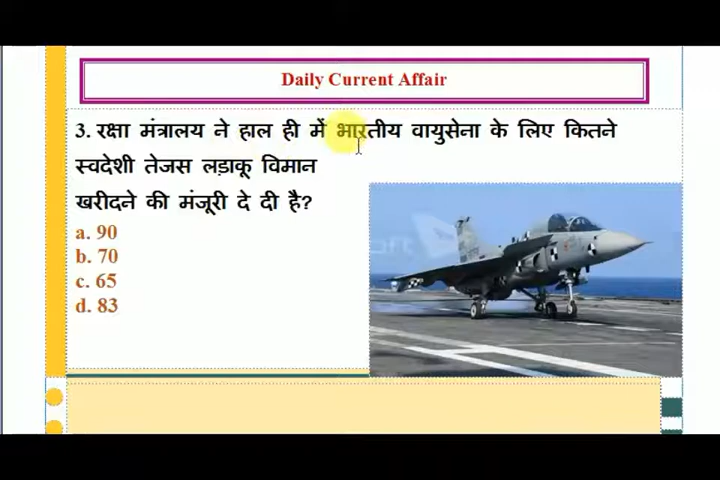 Daily Current Affair
3. रक्षा मंत्रालय ने हाल ही में भारतीय वायुसेना के लिए कितने
स्वदेशी तेजस लड़ाकू विमान
खरीदने की मंजूरी दे दी है?
a. 90
b. 70
c. 65
d. 83